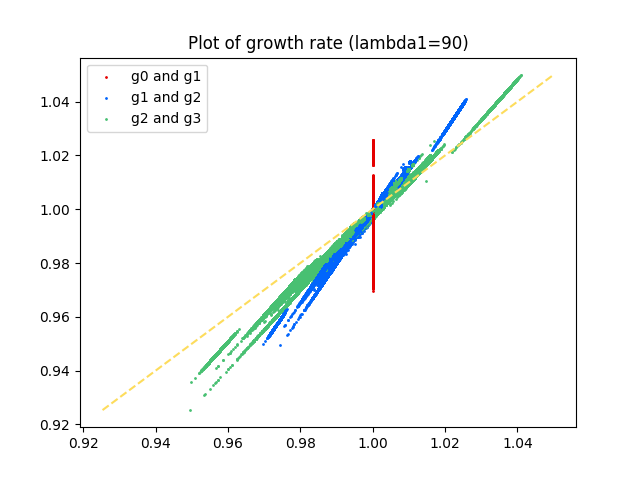 Plot of growth rate (lambda1=90)
g0 and g1
g1 and g2
g2 and g3
1.04
1.02
1.00
0.98
0.96
0.94
0.92
0.92 0.94 0.96 0.98 1.00 1.02 1.04